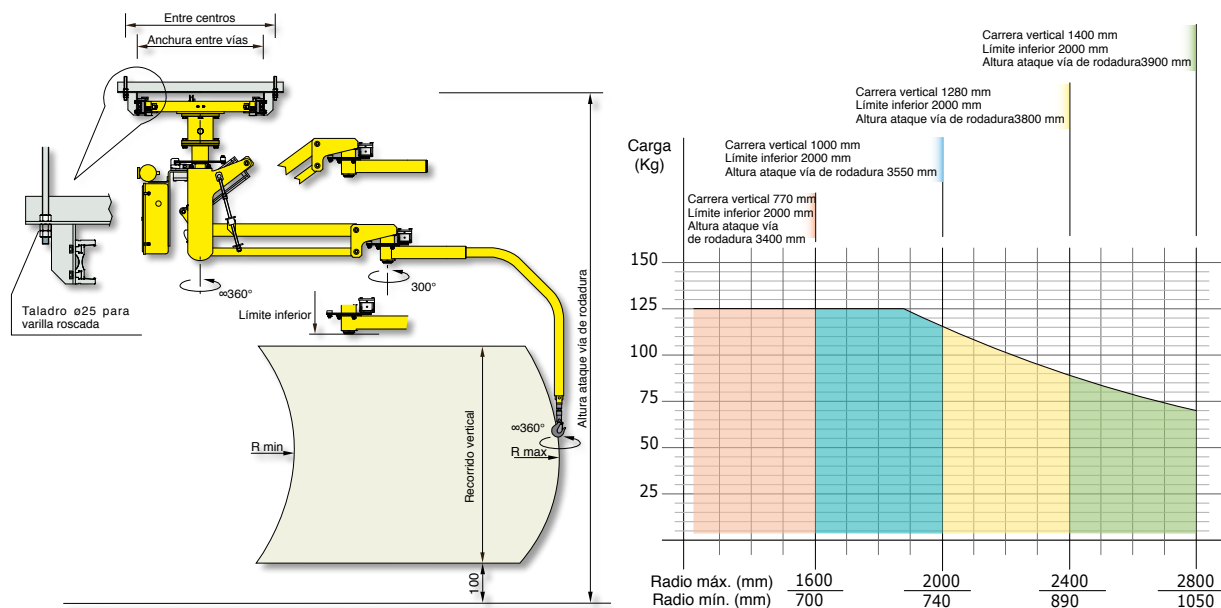 Entre centros
Anchura entre vías
∞360°
300°
Límite inferior
Taladro ø25 para
varilla roscada
Altura ataque vía de rodadura
R min
Recorrido vertical
∞360°
R max
100
Carrera vertical 1400 mm
Límite inferior 2000 mm
Altura ataque vía de rodadura3900 mm
Carrera vertical 1280 mm
Límite inferior 2000 mm
Altura ataque vía de rodadura3800 mm
Carrera vertical 1000 mm
Límite inferior 2000 mm
Altura ataque vía de rodadura 3550 mm
Carrera vertical 770 mm
Límite inferior 2000 mm
Altura ataque vía
de rodadura 3400 mm
Carga
(Kg)
150
125
100
75
50
25
Radio máx. (mm) 1600 2000 2400 2800
Radio mín. (mm) 700 740 890 1050